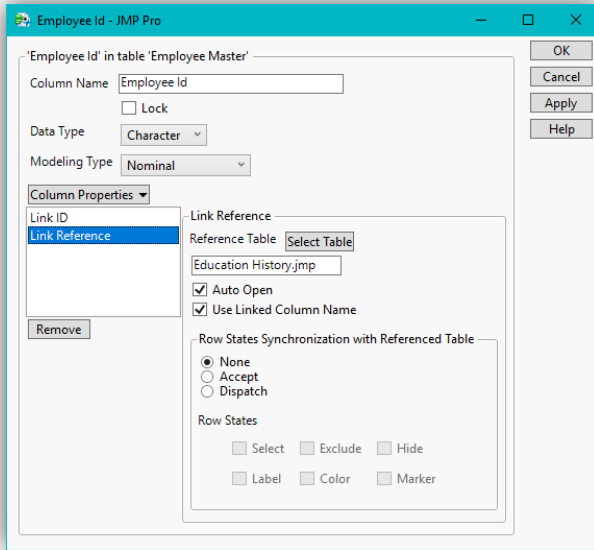 Employee Id - JMP Pro
'Employee Id' in table 'Employee Master'
OK
Cancel
Apply
Help
Column Name Employee Id
Lock
Data Type Character
Modeling Type Nominal
Column Properties
Link ID
Link Reference
Remove
Link Reference
Reference Table Select Table
Education History.jmp
Auto Open
Use Linked Column Name
Row States Synchronization with Referenced Table
None
Accept
Dispatch
Row States
Select Exclude Hide
Label Color Marker